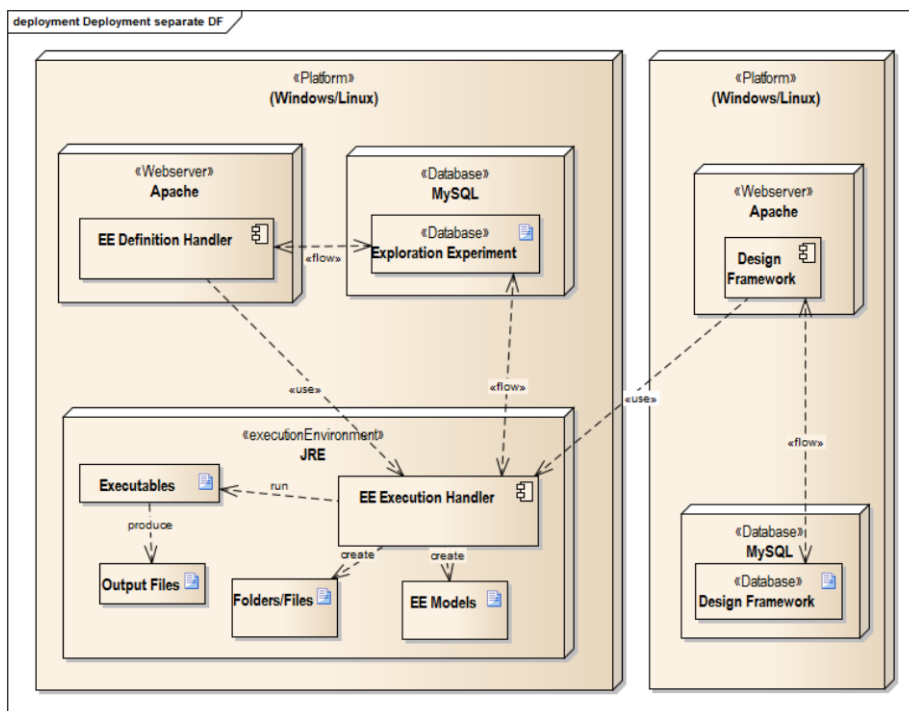 deployment Deployment separate DF
«Platform»
(Windows/Linux)
«Webserver»
Apache
EE Definition Handler
«flow»
«Database»
MySQL
«Database»
Exploration Experiment
«use»
«flow»
«executionEnvironment»
JRE
Executables
run
EE Execution Handler
produce
create
create
Output Files
Folders/Files
EE Models
«use»
«Platform»
(Windows/Linux)
«Webserver»
Apache
Design
Framework
«flow»
«Database»
MySQL
«Database»
Design Framework